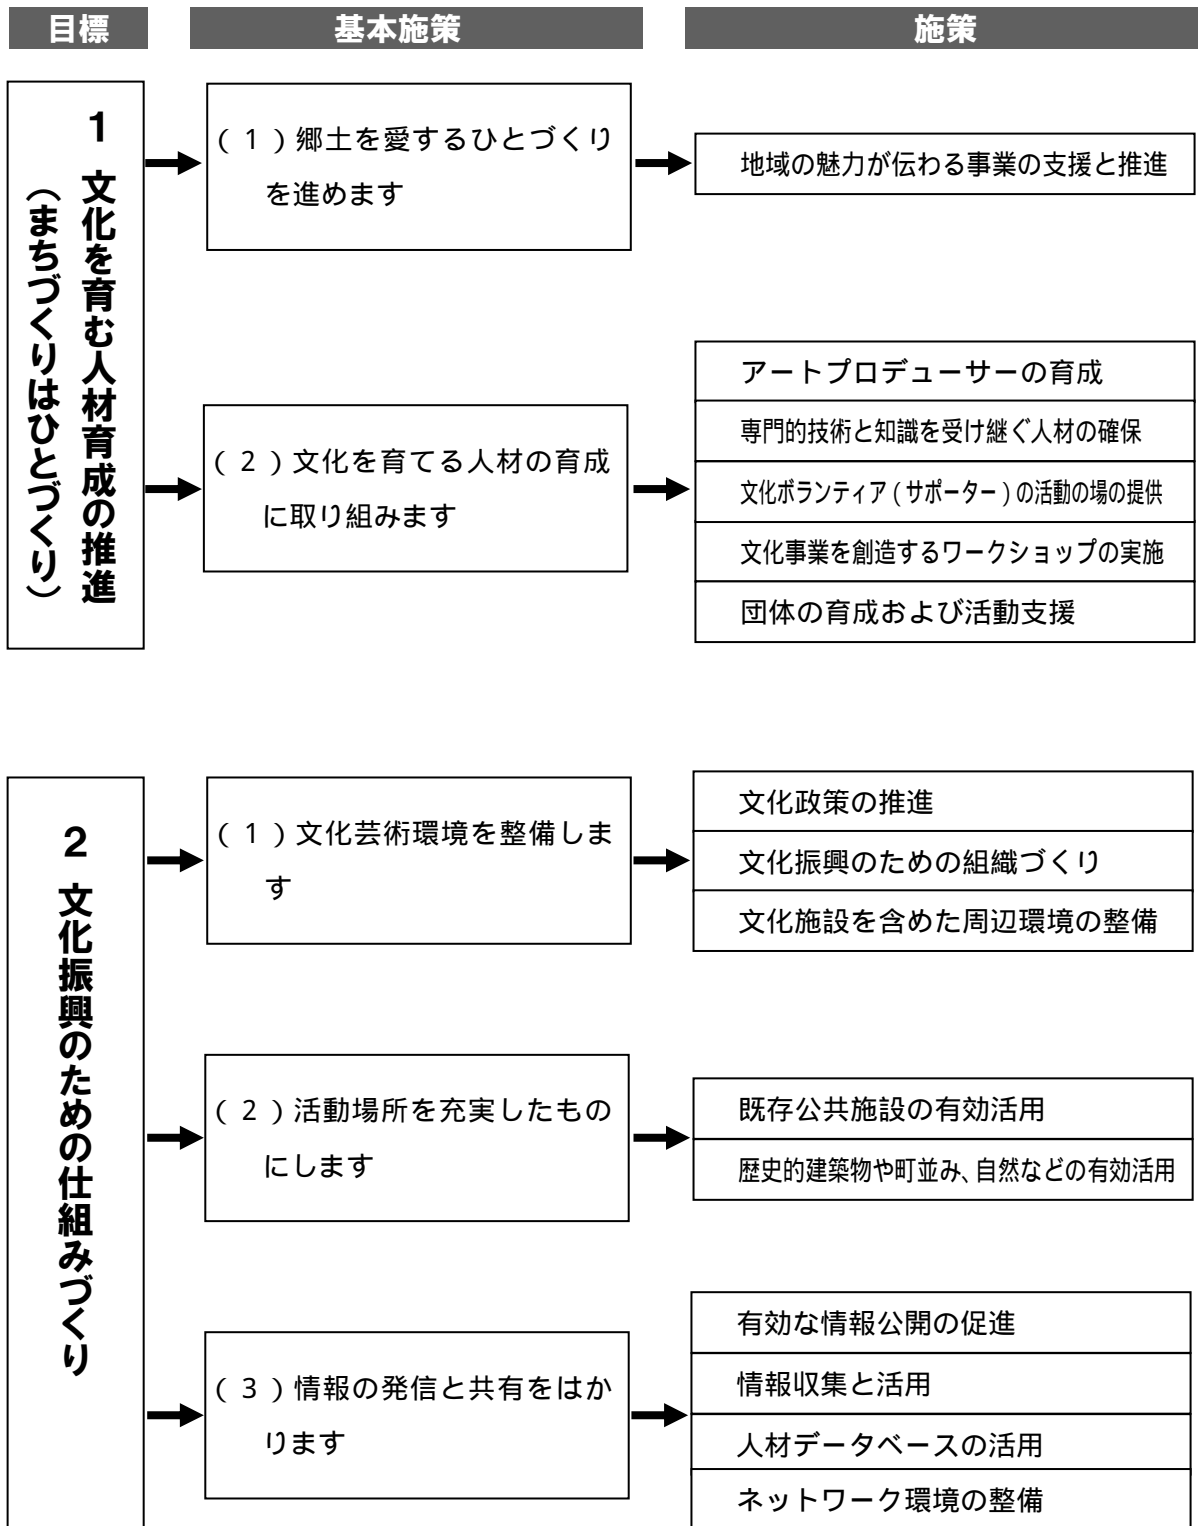 目標
基本施策
施策
1 文化を育む人材育成の推進
（まちづくりはひとづくり）
（1）郷土を愛するひとづくり
を進めます
地域の魅力が伝わる事業の支援と推進
（2）文化を育てる人材の育成
に取り組みます
アートプロデューサーの育成
専門的技術と知識を受け継ぐ人材の確保
文化ボランティア（サポーター）の活動の場の提供
文化事業を創造するワークショップの実施
団体の育成および活動支援
2 文化振興のための仕組みづくり
（1）文化芸術環境を整備しま
す
文化政策の推進
文化振興のための組織づくり
文化施設を含めた周辺環境の整備
（2）活動場所を充実したもの
にします
既存公共施設の有効活用
歴史的建築物や町並み、自然などの有効活用
（3）情報の発信と共有をはか
ります
有効な情報公開の促進
情報収集と活用
人材データベースの活用
ネットワーク環境の整備